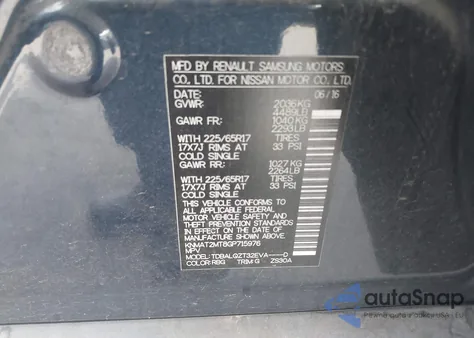 MFD BY RENAULT SAMSUNG MOTORS
CO., LTD. FOR NISSAN MOTOR CO., LTD.
DATE: 06/16
GVWR: 2036KG
4489LB
GAWR FR: 1040KG
2293LB
WITH 225/65R17 TIRES
17X7J RIMS AT 33 PSI
COLD SINGLE
GAWR RR: 1027KG
2264LB
WITH 225/65R17 TIRES
17X7J RIMS AT 33 PSI
COLD SINGLE
THIS VEHICLE CONFORMS TO
ALL APPLICABLE FEDERAL
MOTOR VEHICLE SAFETY AND
THEFT PREVENTION STANDARDS
IN EFFECT ON THE DATE OF
MANUFACTURE SHOWN ABOVE.
KNMAT2MT8GP715976
MPV
MODEL: TDBALQZT32EVA----D
COLOR: RBG TRIM: G ZS30A
autoSnap